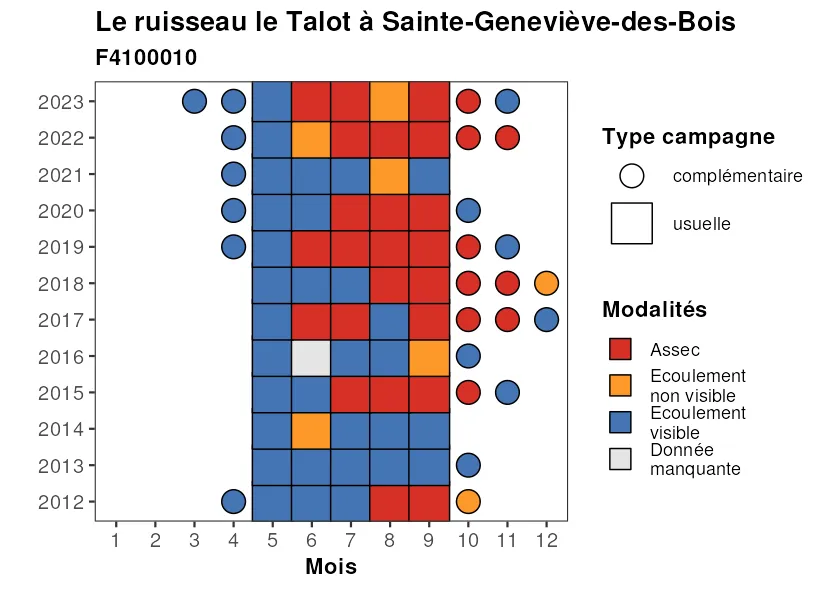 Le ruisseau le Talot à Sainte-Geneviève-des-Bois
F4100010
2023
2022
2021
2020
2019
2018
2017
2016
2015
2014
2013
2012
1 2 3 4 5 6 7 8 9 10 11 12
Mois
Type campagne
complémentaire
usuelle
Modalités
Assec
Ecoulement
non visible
Ecoulement
visible
Donnée
manquante